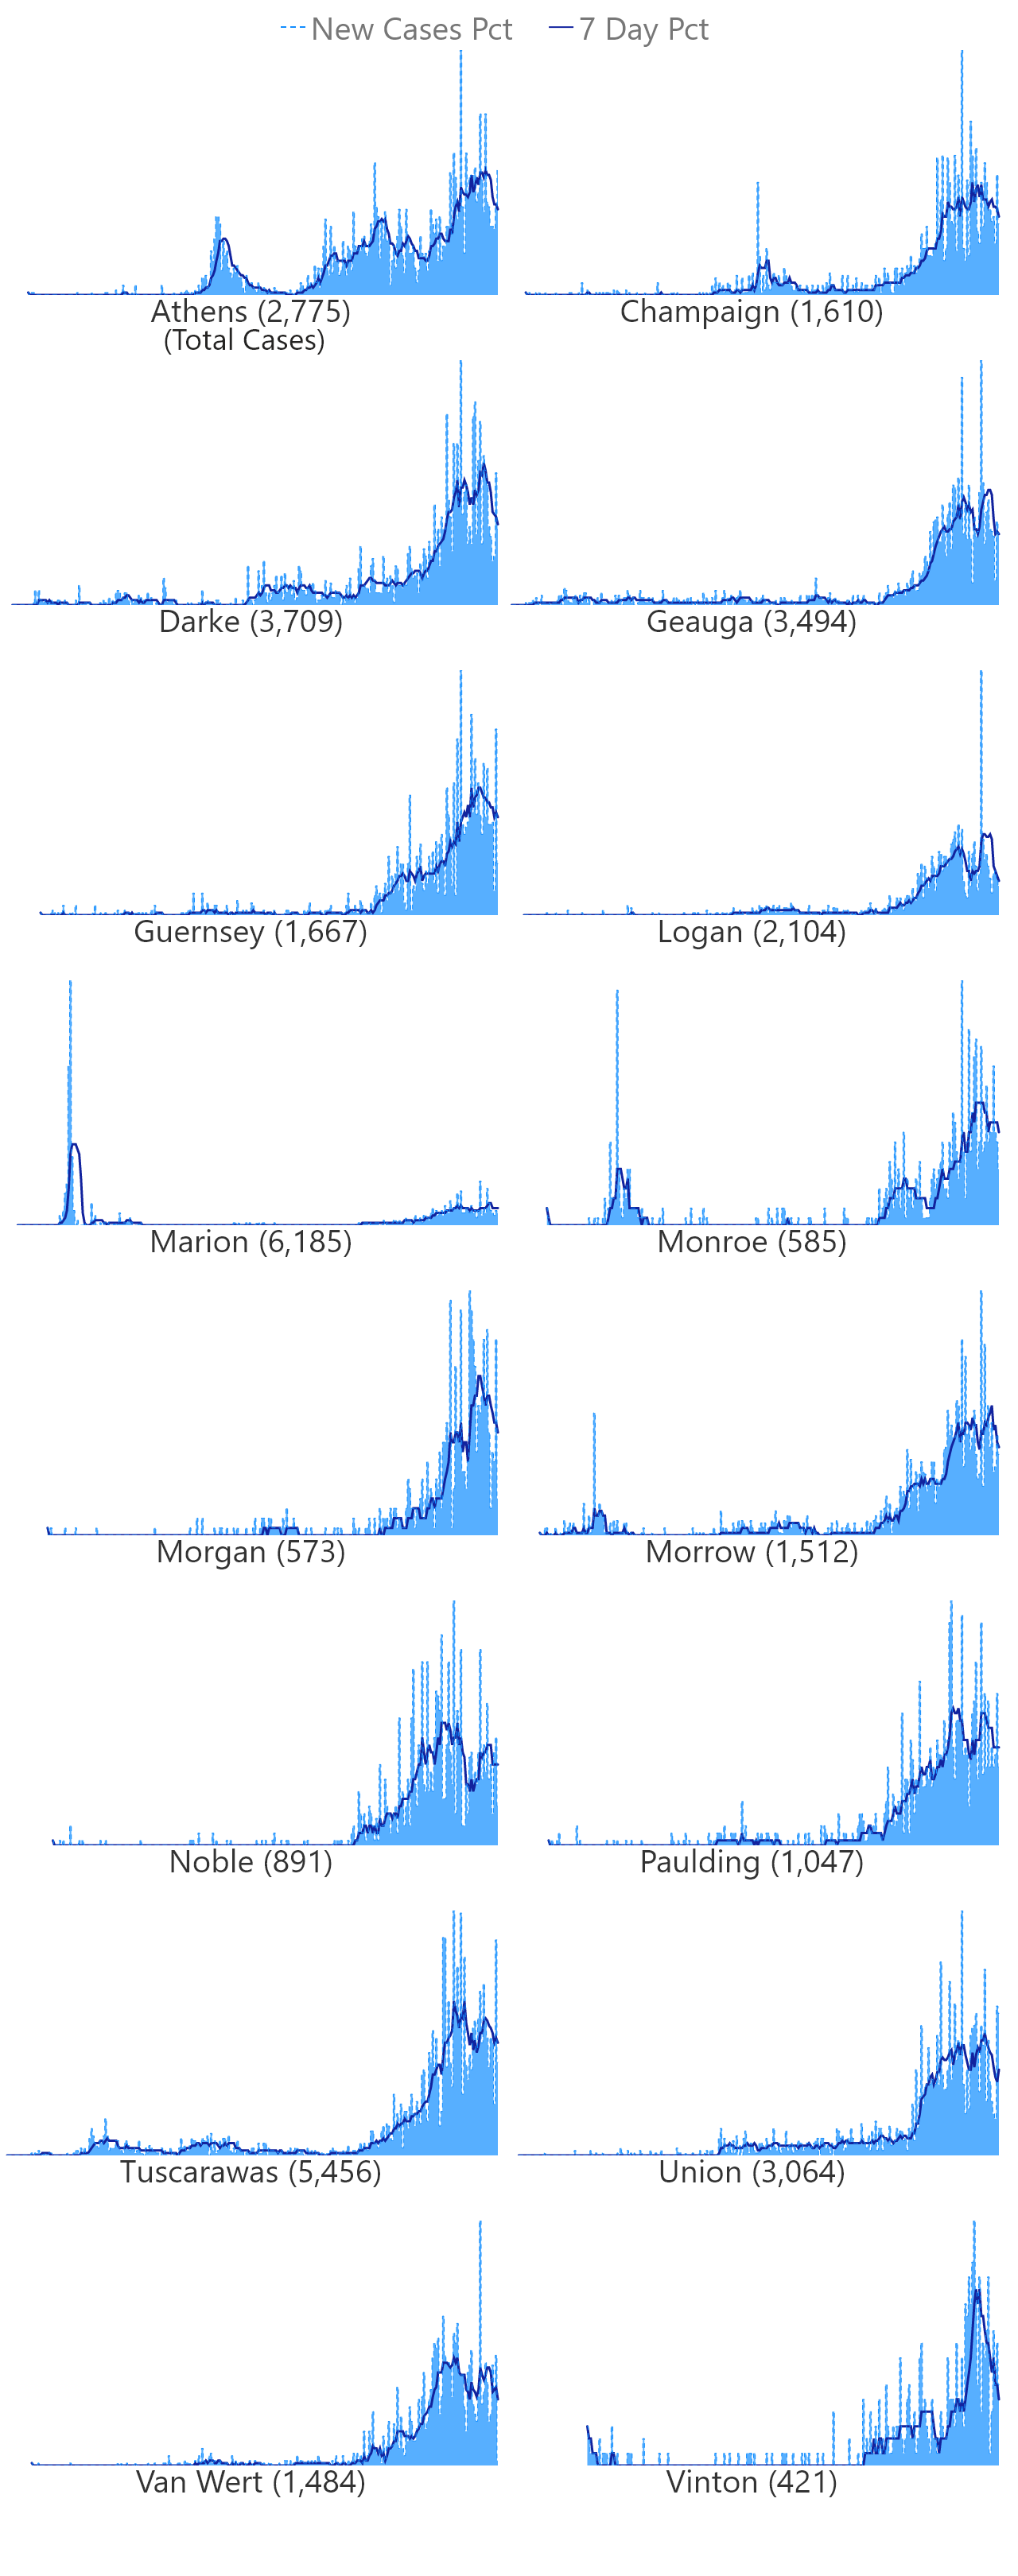 New Cases Pct 7 Day Pct
Athens (2,775) Champaign (1,610)
(Total Cases)
Darke (3,709) Geauga (3,494)
Guernsey (1,667) Logan (2,104)
Marion (6,185) Monroe (585)
Morgan (573) Morrow (1,512)
Noble (891) Paulding (1,047)
Tuscarawas (5,456) Union (3,064)
Van Wert (1,484) Vinton (421)